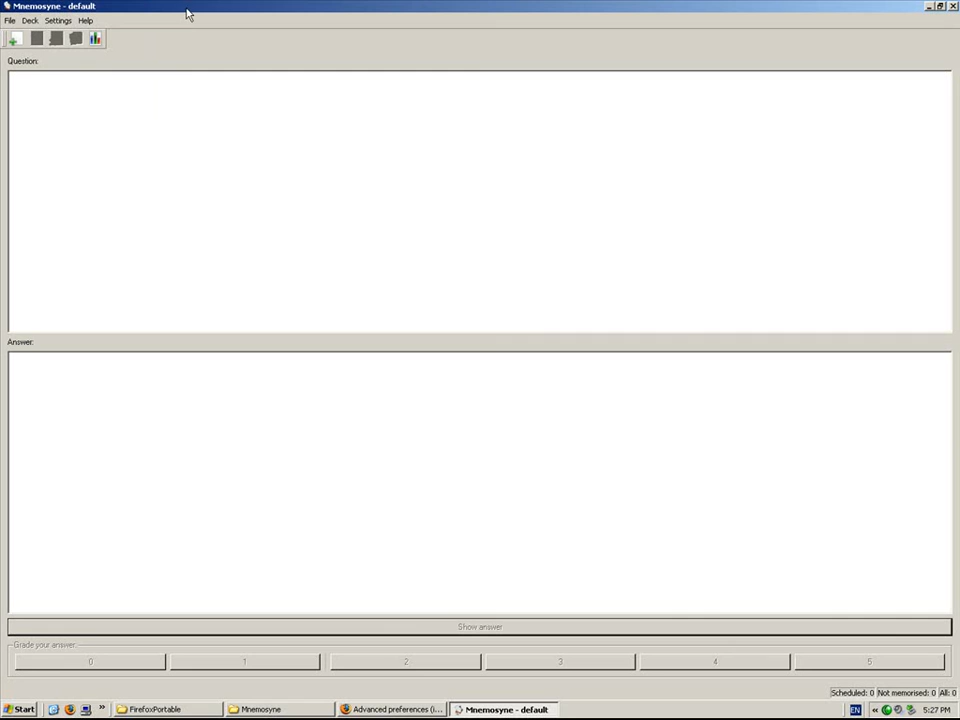 Mnemosyne - default
File Deck Settings Help
Question:
Answer:
Show answer
Grade your answer:
0 1 2 3 4 5
Scheduled: 0 Not memorised: 0 All: 0
Start » FirefoxPortable Mnemosyne Advanced preferences (i... Mnemosyne - default EN « 5:27 PM